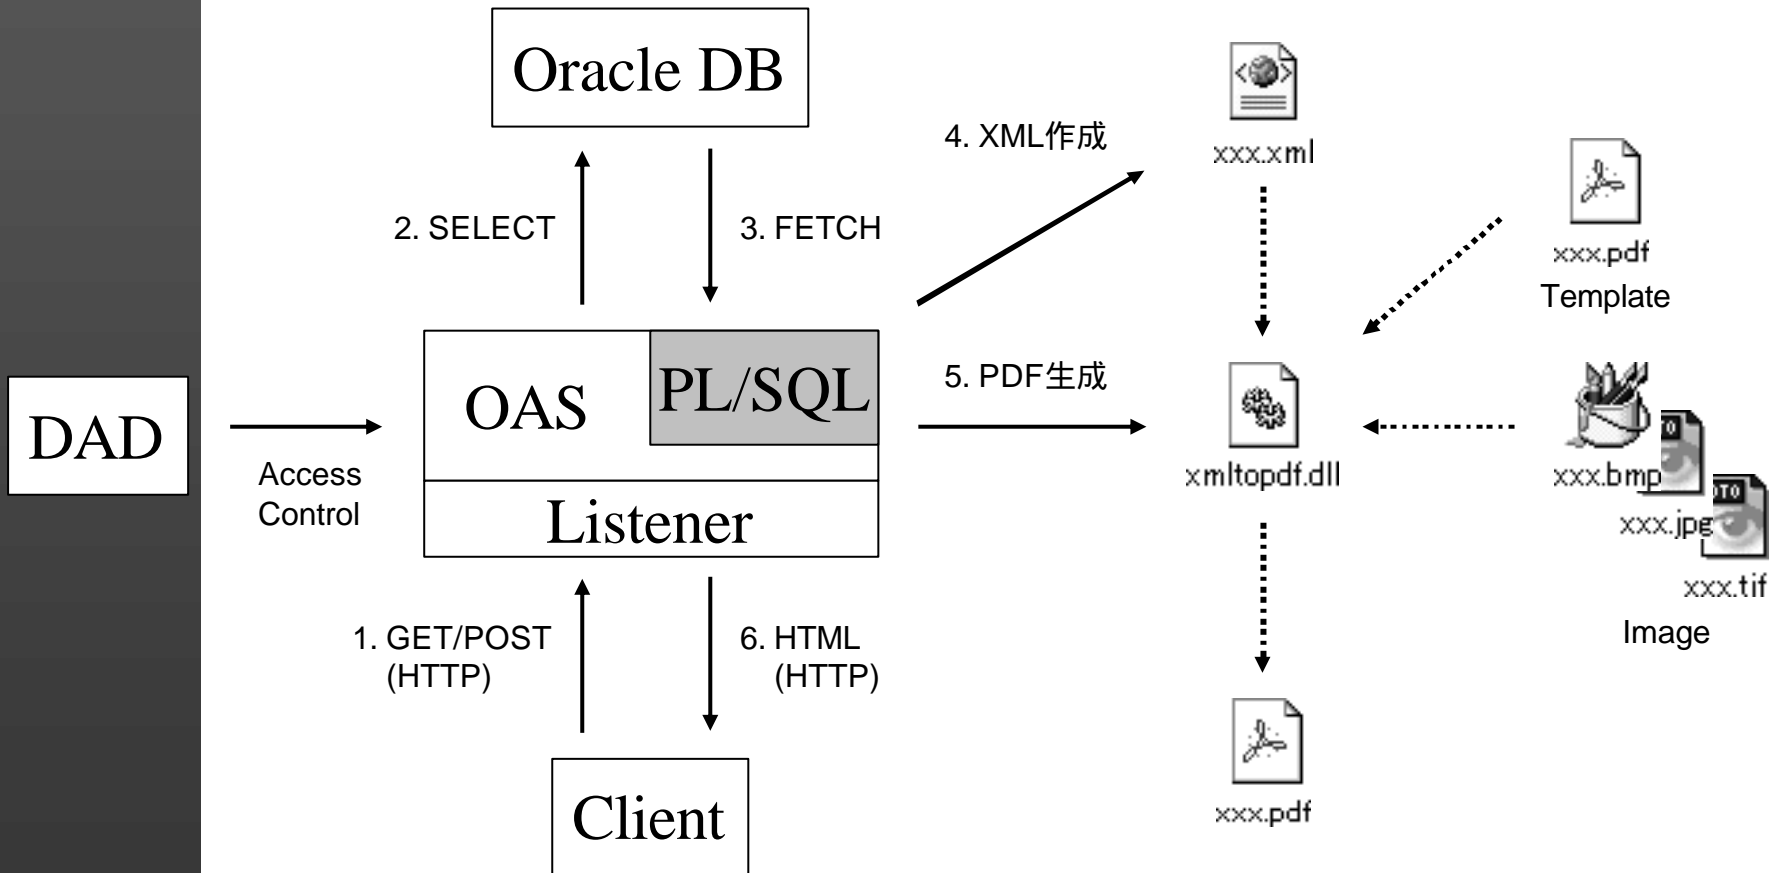 Oracle DB
4. XML作成
xxx.xml
2. SELECT
3. FETCH
xxx.pdf
Template
DAD
Access
Control
OAS
PL/SQL
Listener
5. PDF生成
xmltopdf.dll
xxx.bmp
xxx.jpg
xxx.tif
Image
1. GET/POST
(HTTP)
6. HTML
(HTTP)
Client
xxx.pdf